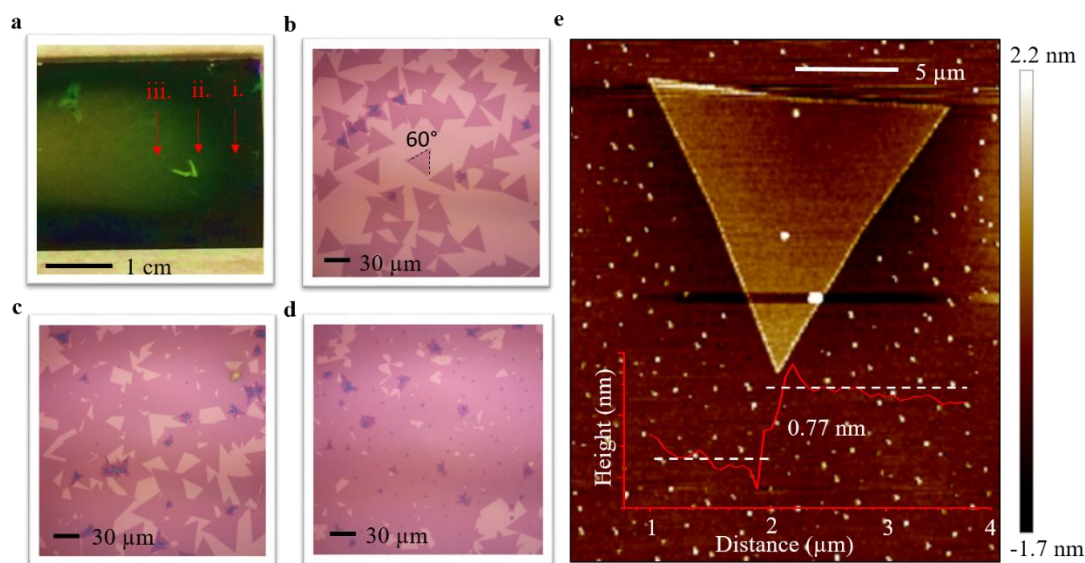 a
iii. ii. i.
1 cm
b
60°
30 µm
c
30 µm
d
30 µm
e
5 µm
2.2 nm
-1.7 nm
0.77 nm
Height (nm)
1 2 3 4
Distance (µm)